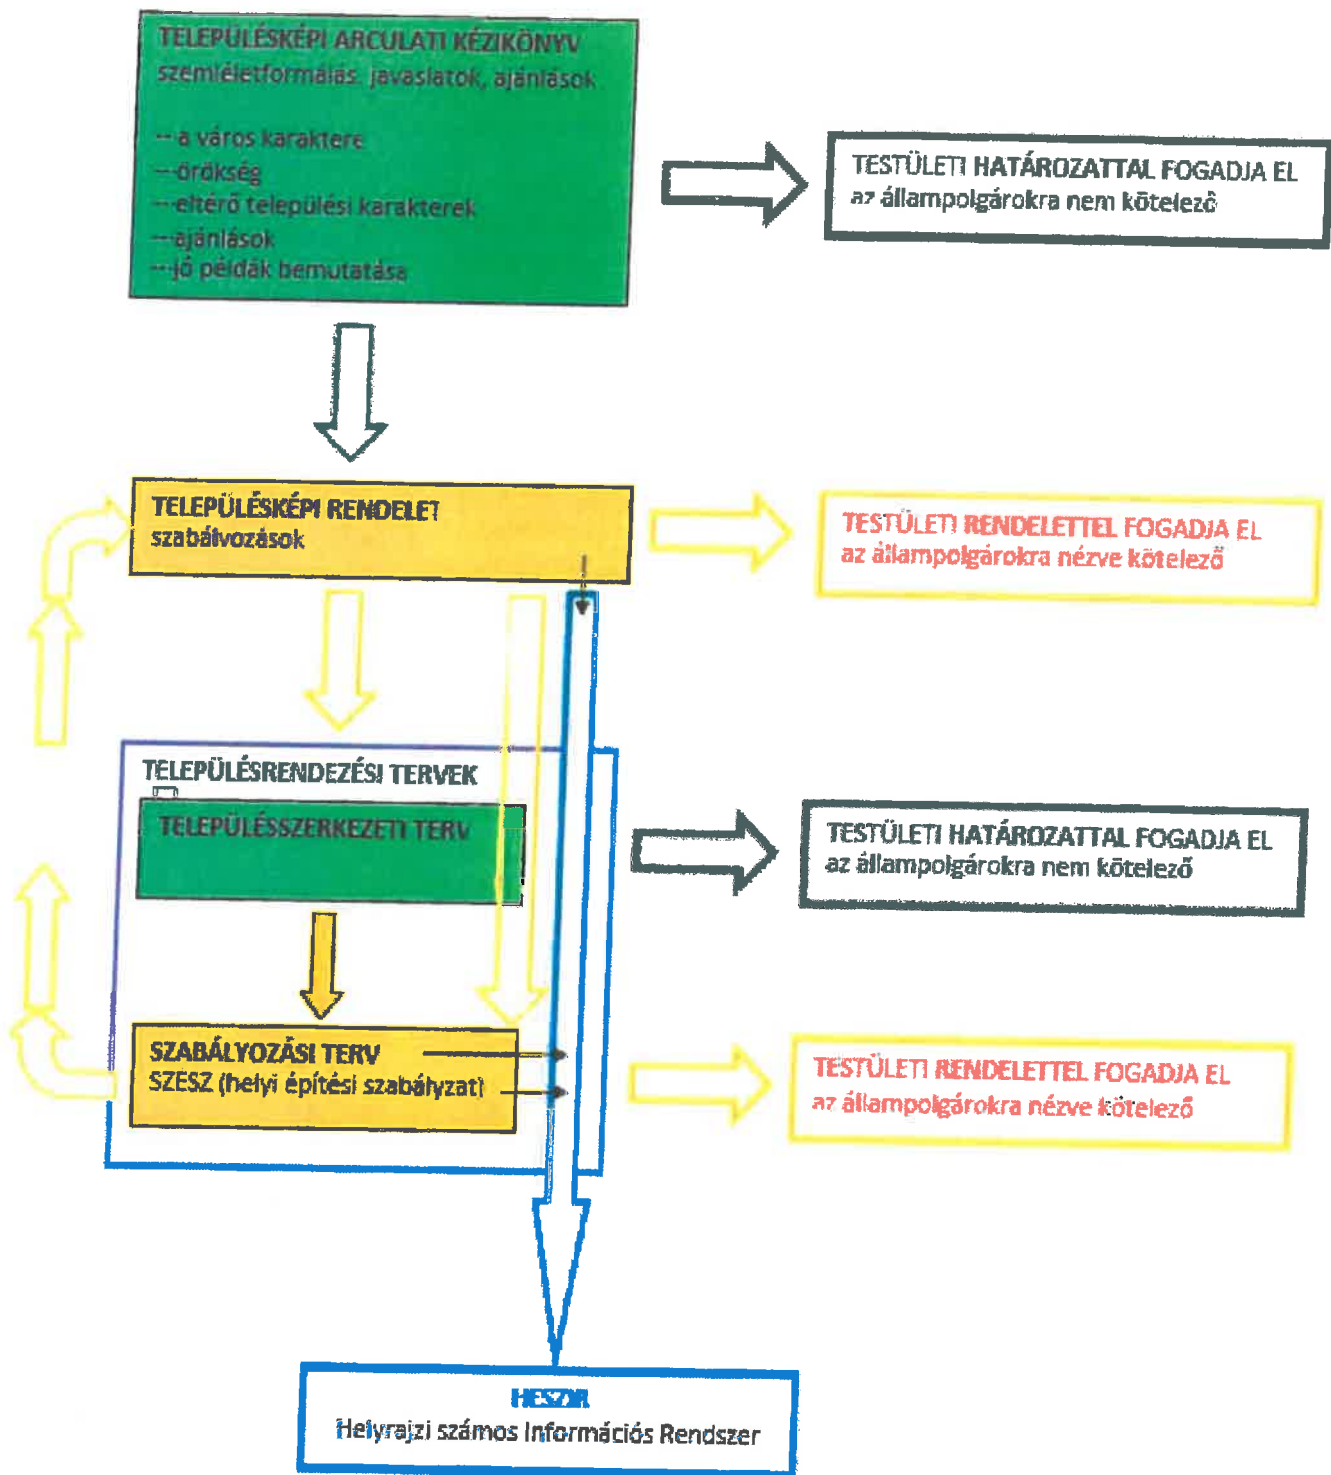 TELEPÜLÉSKÉPI ARCULATI KÉZIKÖNYV
szemléletformálás, javaslatok, ajánlások
--- a város karaktere
--- örökség
--- eltérő települési karakterek
--- ajánlások
--- jó példák bemutatása
TESTÜLETI HATÁROZATTAL FOGADJA EL
az állampolgárokra nem kötelező
TELEPÜLÉSKÉPI RENDELET
szabályozások
TESTÜLETI RENDELETTEL FOGADJA EL
az állampolgárokra nézve kötelező
TELEPÜLÉSRENDEZÉSI TERVEK
TELEPÜLÉSSZERKEZETI TERV
TESTÜLETI HATÁROZATTAL FOGADJA EL
az állampolgárokra nem kötelező
SZABÁLYOZÁSI TERV
SZESZ (helyi építési szabályzat)
TESTÜLETI RENDELETTEL FOGADJA EL
az állampolgárokra nézve kötelező
HESZIR
Helyrajzi számos Információs Rendszer